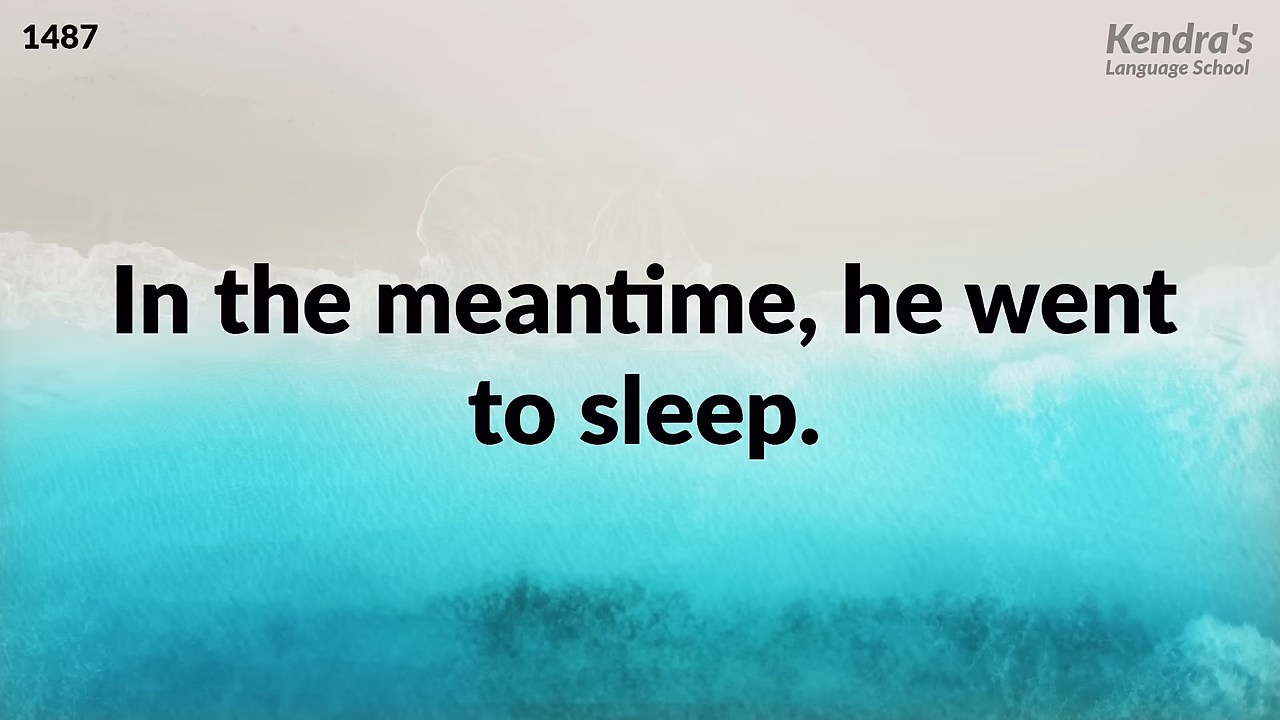 1487
Kendra's
Language School
In the meantime, he went
to sleep.